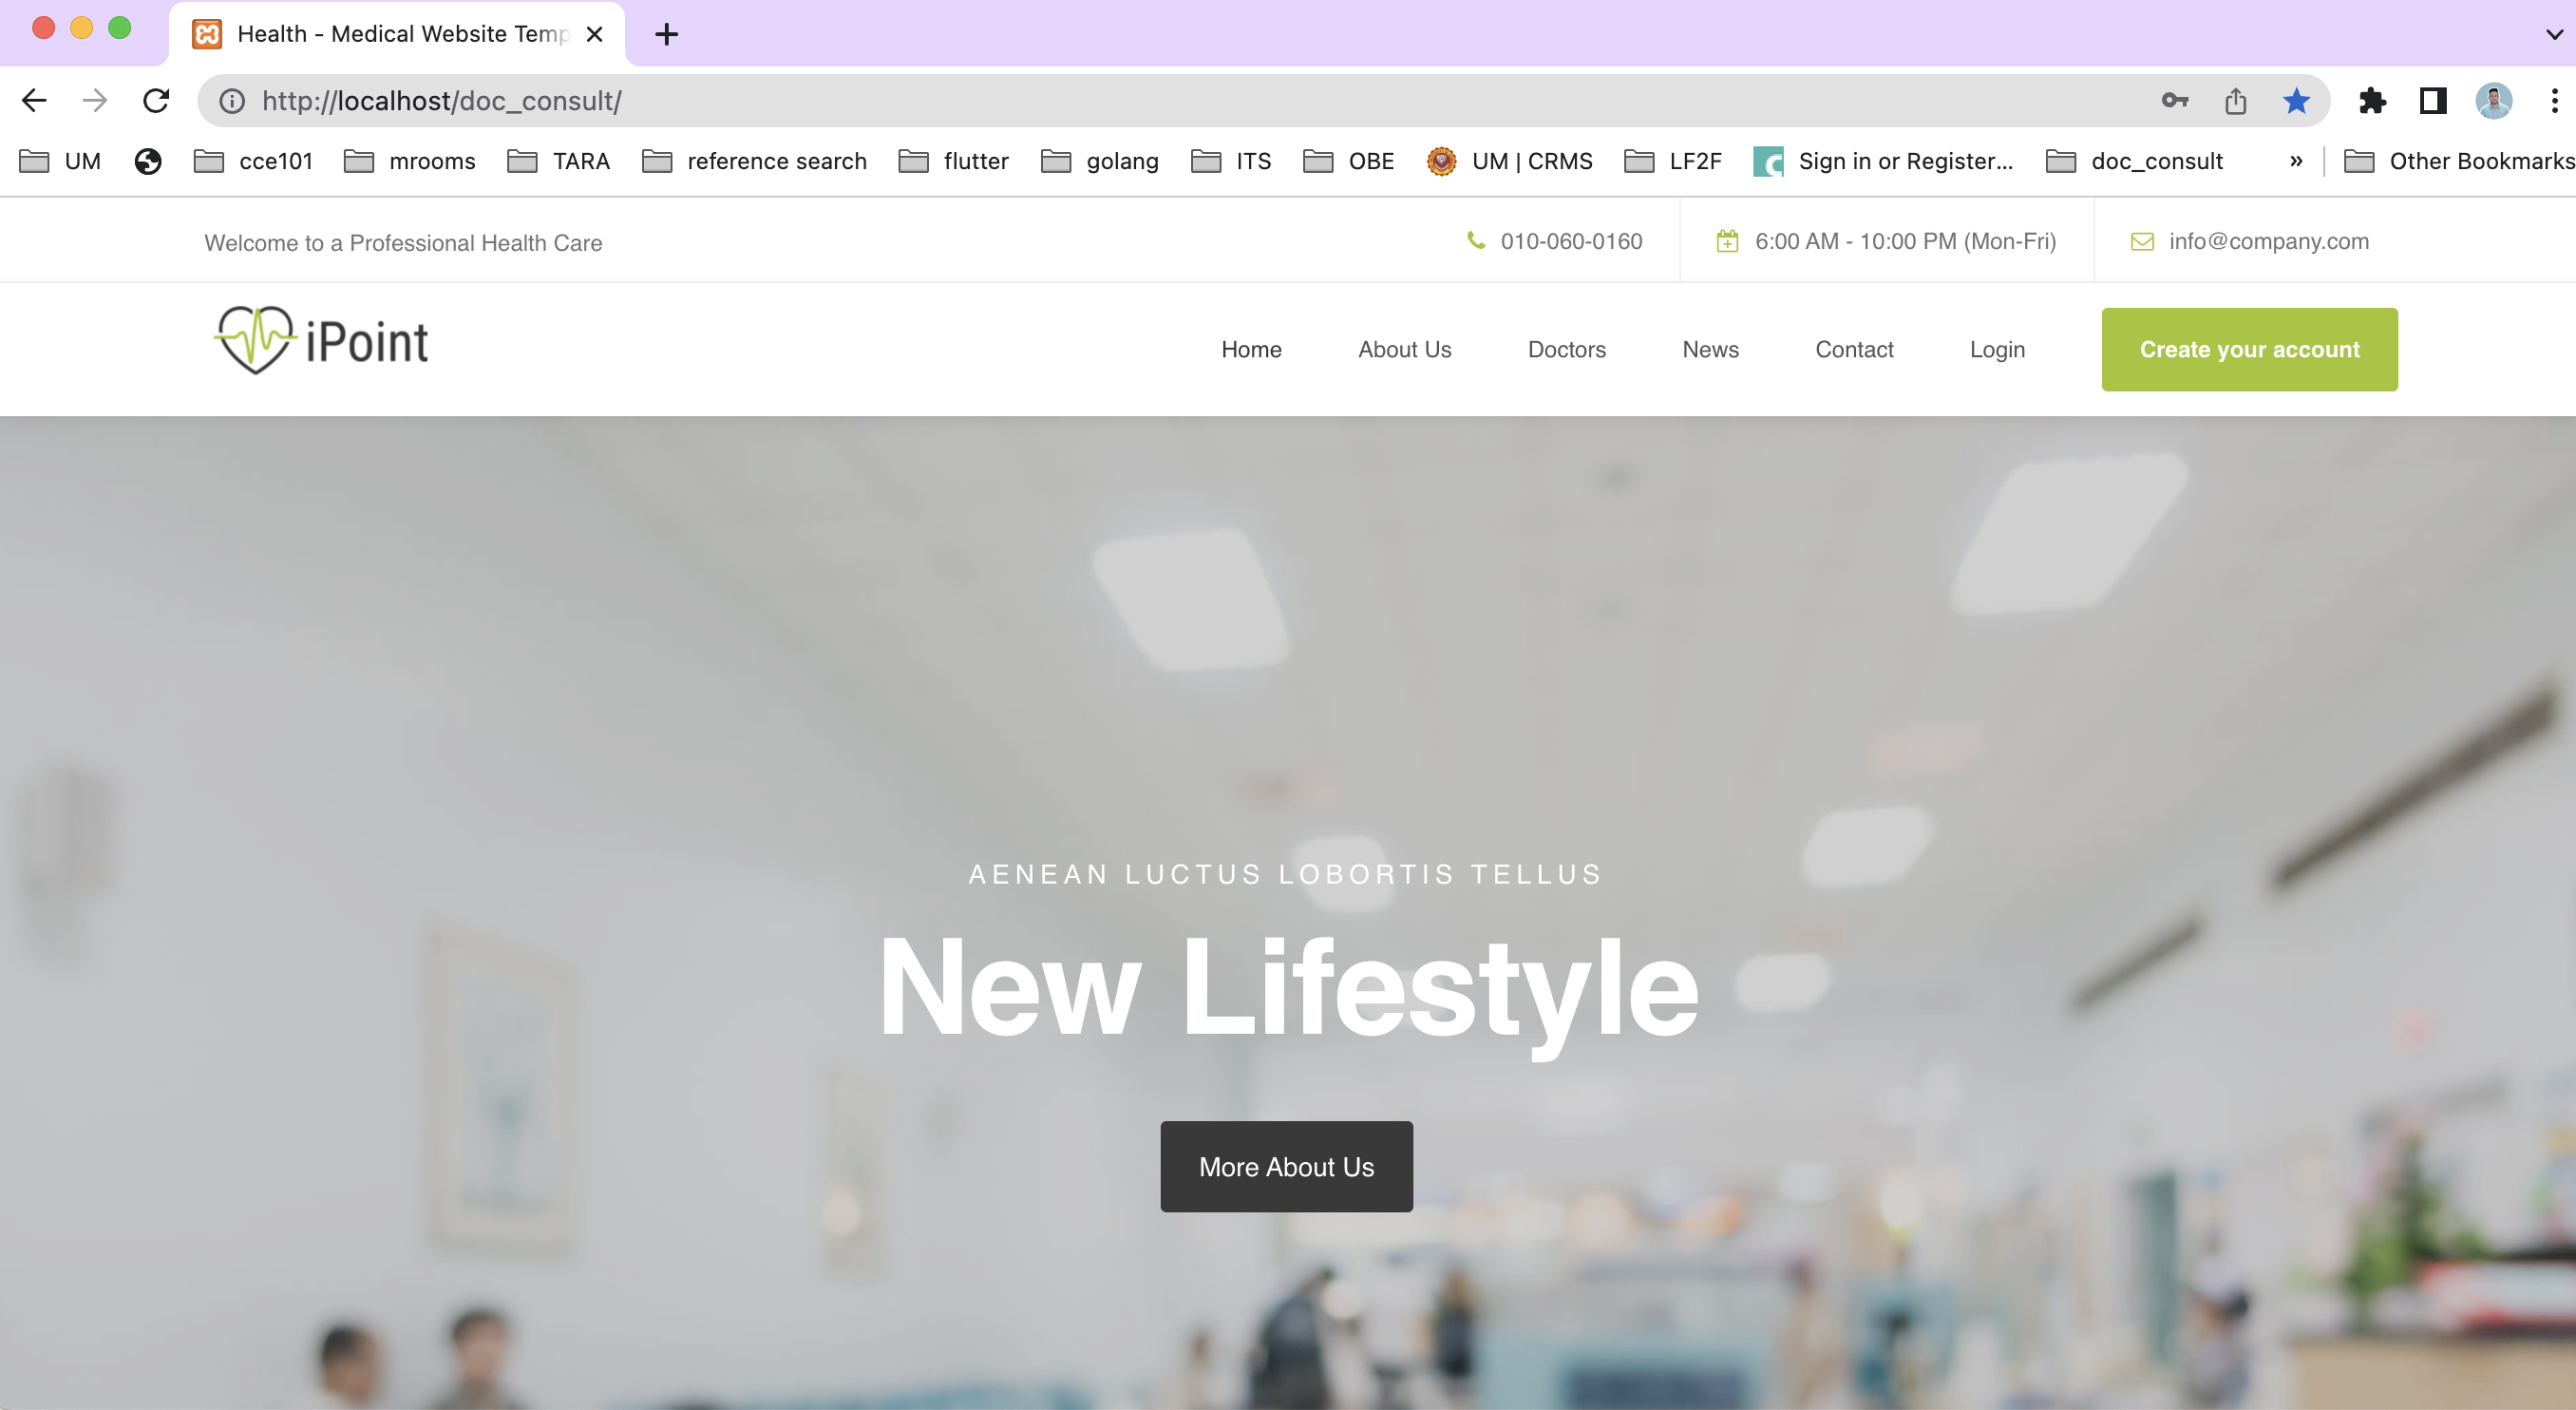 Health - Medical Website Temp
http://localhost/doc_consult/
UM cce101 mrooms TARA reference search flutter golang ITS OBE UM | CRMS LF2F Sign in or Register... doc_consult » Other Bookmarks
Welcome to a Professional Health Care 010-060-0160 6:00 AM - 10:00 PM (Mon-Fri) info@company.com
iPoint Home About Us Doctors News Contact Login Create your account
AENEAN LUCTUS LOBORTIS TELLUS
New Lifestyle
More About Us